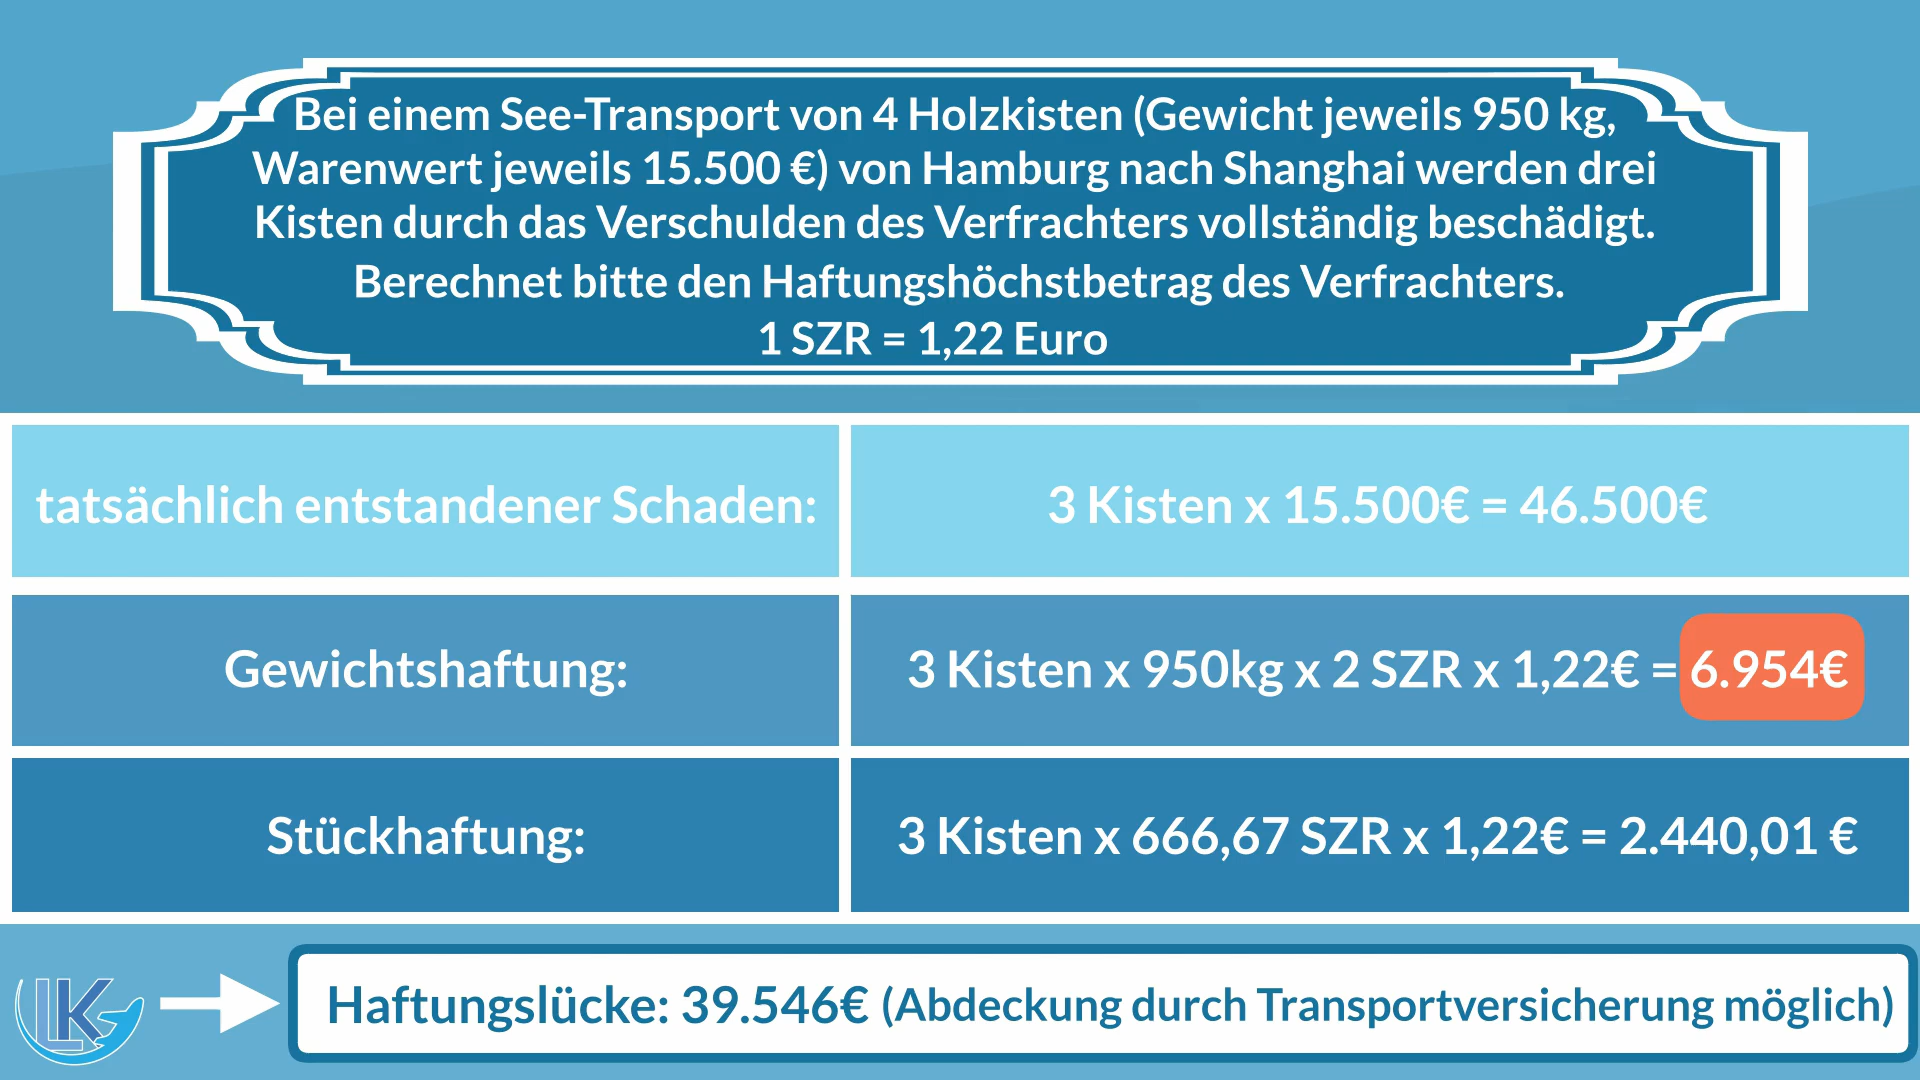 Bei einem See-Transport von 4 Holzkisten (Gewicht jeweils 950 kg,
Warenwert jeweils 15.500 €) von Hamburg nach Shanghai werden drei
Kisten durch das Verschulden des Verfrachters vollständig beschädigt.
Berechnet bitte den Haftungshöchstbetrag des Verfrachters.
1 SZR = 1,22 Euro
tatsächlich entstandener Schaden:
3 Kisten x 15.500€ = 46.500€
Gewichtshaftung:
3 Kisten x 950kg x 2 SZR x 1,22€ = 6.954€
Stückhaftung:
3 Kisten x 666,67 SZR x 1,22€ = 2.440,01 €
LK
Haftungslücke: 39.546€ (Abdeckung durch Transportversicherung möglich)